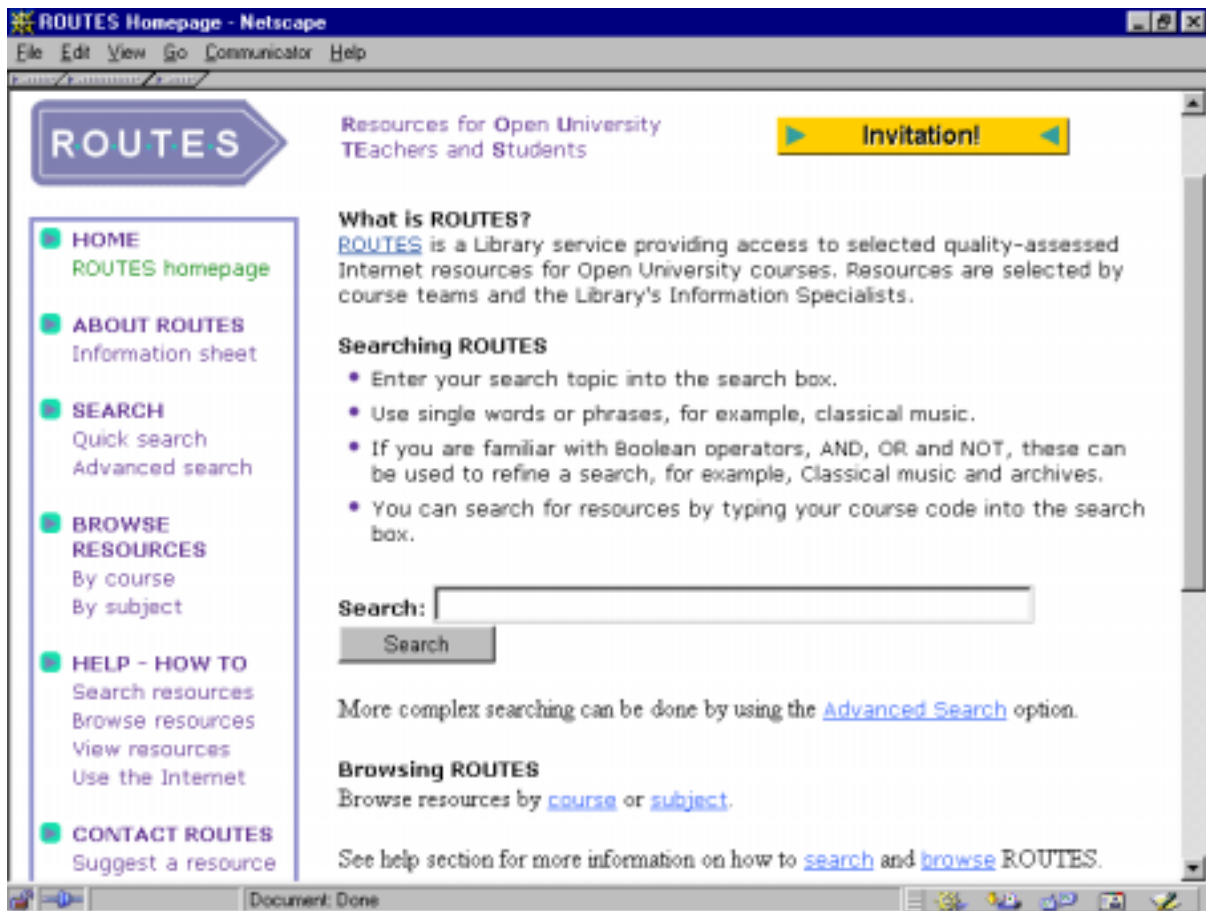 ROUTES Homepage - Netscape
File Edit View Go Communicator Help
R·O·U·T·E·S
Resources for Open University
TEachers and Students
Invitation!
HOME
ROUTES homepage
ABOUT ROUTES
Information sheet
SEARCH
Quick search
Advanced search
BROWSE
RESOURCES
By course
By subject
HELP - HOW TO
Search resources
Browse resources
View resources
Use the Internet
CONTACT ROUTES
Suggest a resource
What is ROUTES?
ROUTES is a Library service providing access to selected quality-assessed
Internet resources for Open University courses. Resources are selected by
course teams and the Library's Information Specialists.
Searching ROUTES
• Enter your search topic into the search box.
• Use single words or phrases, for example, classical music.
• If you are familiar with Boolean operators, AND, OR and NOT, these can
be used to refine a search, for example, Classical music and archives.
• You can search for resources by typing your course code into the search
box.
Search:
Search
More complex searching can be done by using the Advanced Search option.
Browsing ROUTES
Browse resources by course or subject.
See help section for more information on how to search and browse ROUTES.
Document: Done